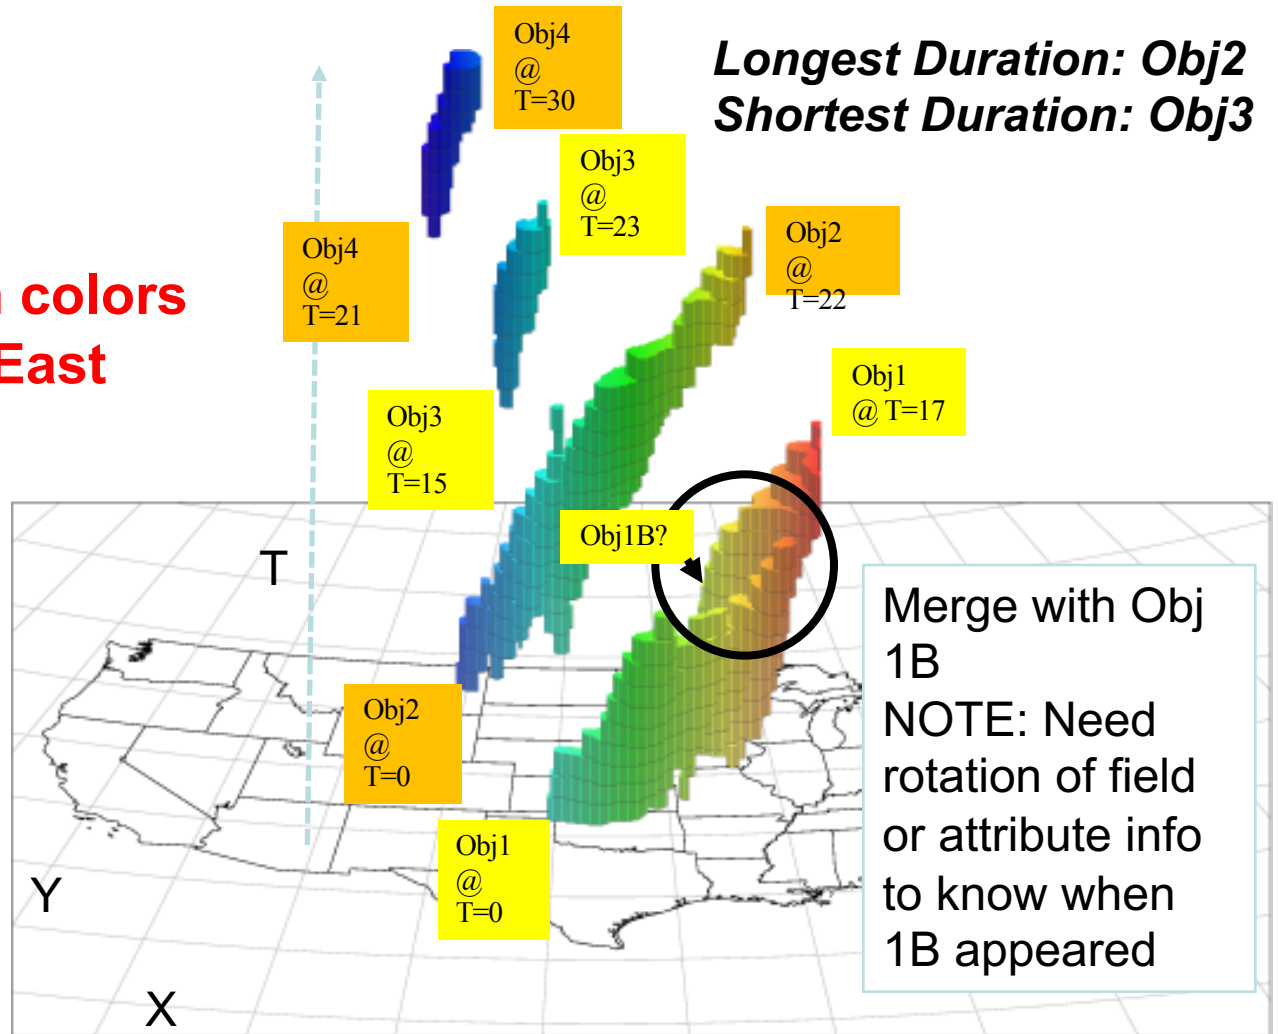 Obj4
@
T=30
Longest Duration: Obj2
Shortest Duration: Obj3
Obj3
@
T=23
Obj2
@
T=22
Obj4
@
T=21
colors
East
Obj1
@ T=17
Obj3
@
T=15
Obj1B?
T
Merge with Obj
1B
NOTE: Need
rotation of field
or attribute info
to know when
1B appeared
Obj2
@
T=0
Obj1
@
T=0
Y
X